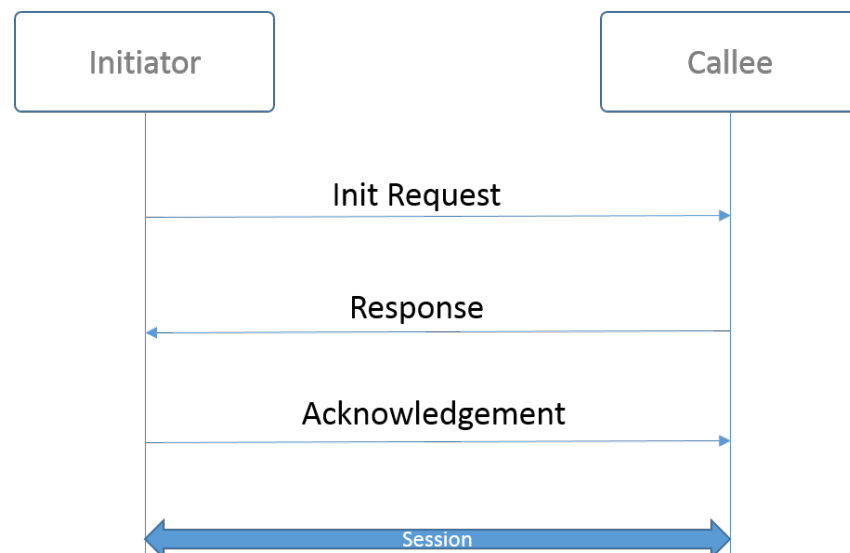 Initiator
Callee
Init Request
Response
Acknowledgement
Session